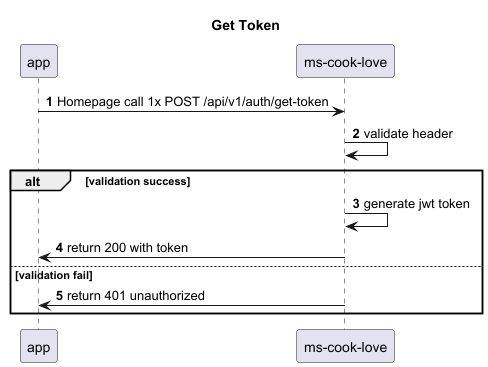 Get Token
app
ms-cook-love
1 Homepage call 1x POST /api/v1/auth/get-token
2 validate header
alt [validation success]
3 generate jwt token
4 return 200 with token
[validation fail]
5 return 401 unauthorized
app
ms-cook-love